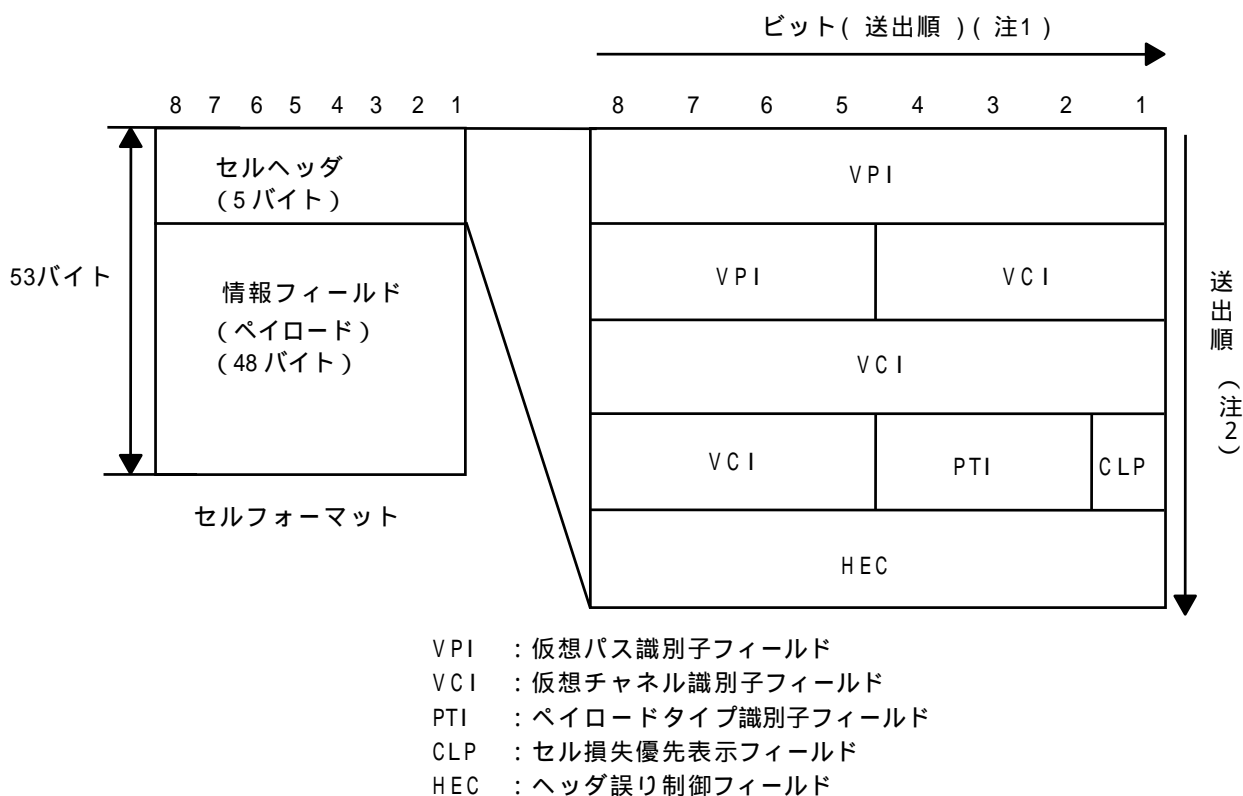 ビット( 送出順 )( 注1 )
8 7 6 5 4 3 2 1
8 7 6 5 4 3 2 1
セルヘッダ
(5バイト)
53バイト
情報フィールド
(ペイロード)
(48バイト)
セルフォーマット
VPI
VPI VCI
VCI
VCI PTI CLP
HEC
送出順(注2)
VPI :仮想パス識別子フィールド
VCI :仮想チャネル識別子フィールド
PTI :ペイロードタイプ識別子フィールド
CLP :セル損失優先表示フィールド
HEC :ヘッダ誤り制御フィールド